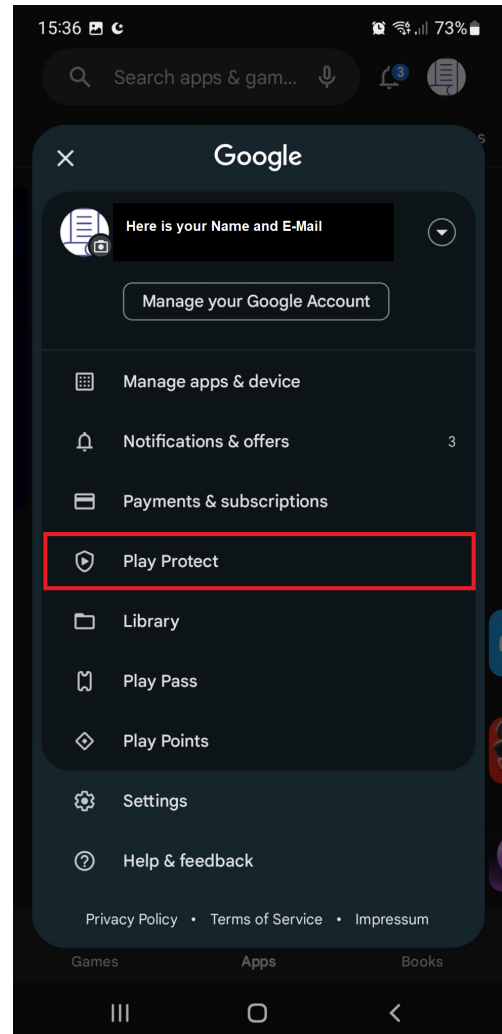 15:36 73%
Search apps & gam... 3
s
Google
Here is your Name and E-Mail
Manage your Google Account
Manage apps & device
Notifications & offers 3
Payments & subscriptions
Play Protect
Library
Play Pass
Play Points
Settings
Help & feedback
Privacy Policy • Terms of Service • Impressum
Games Apps Books